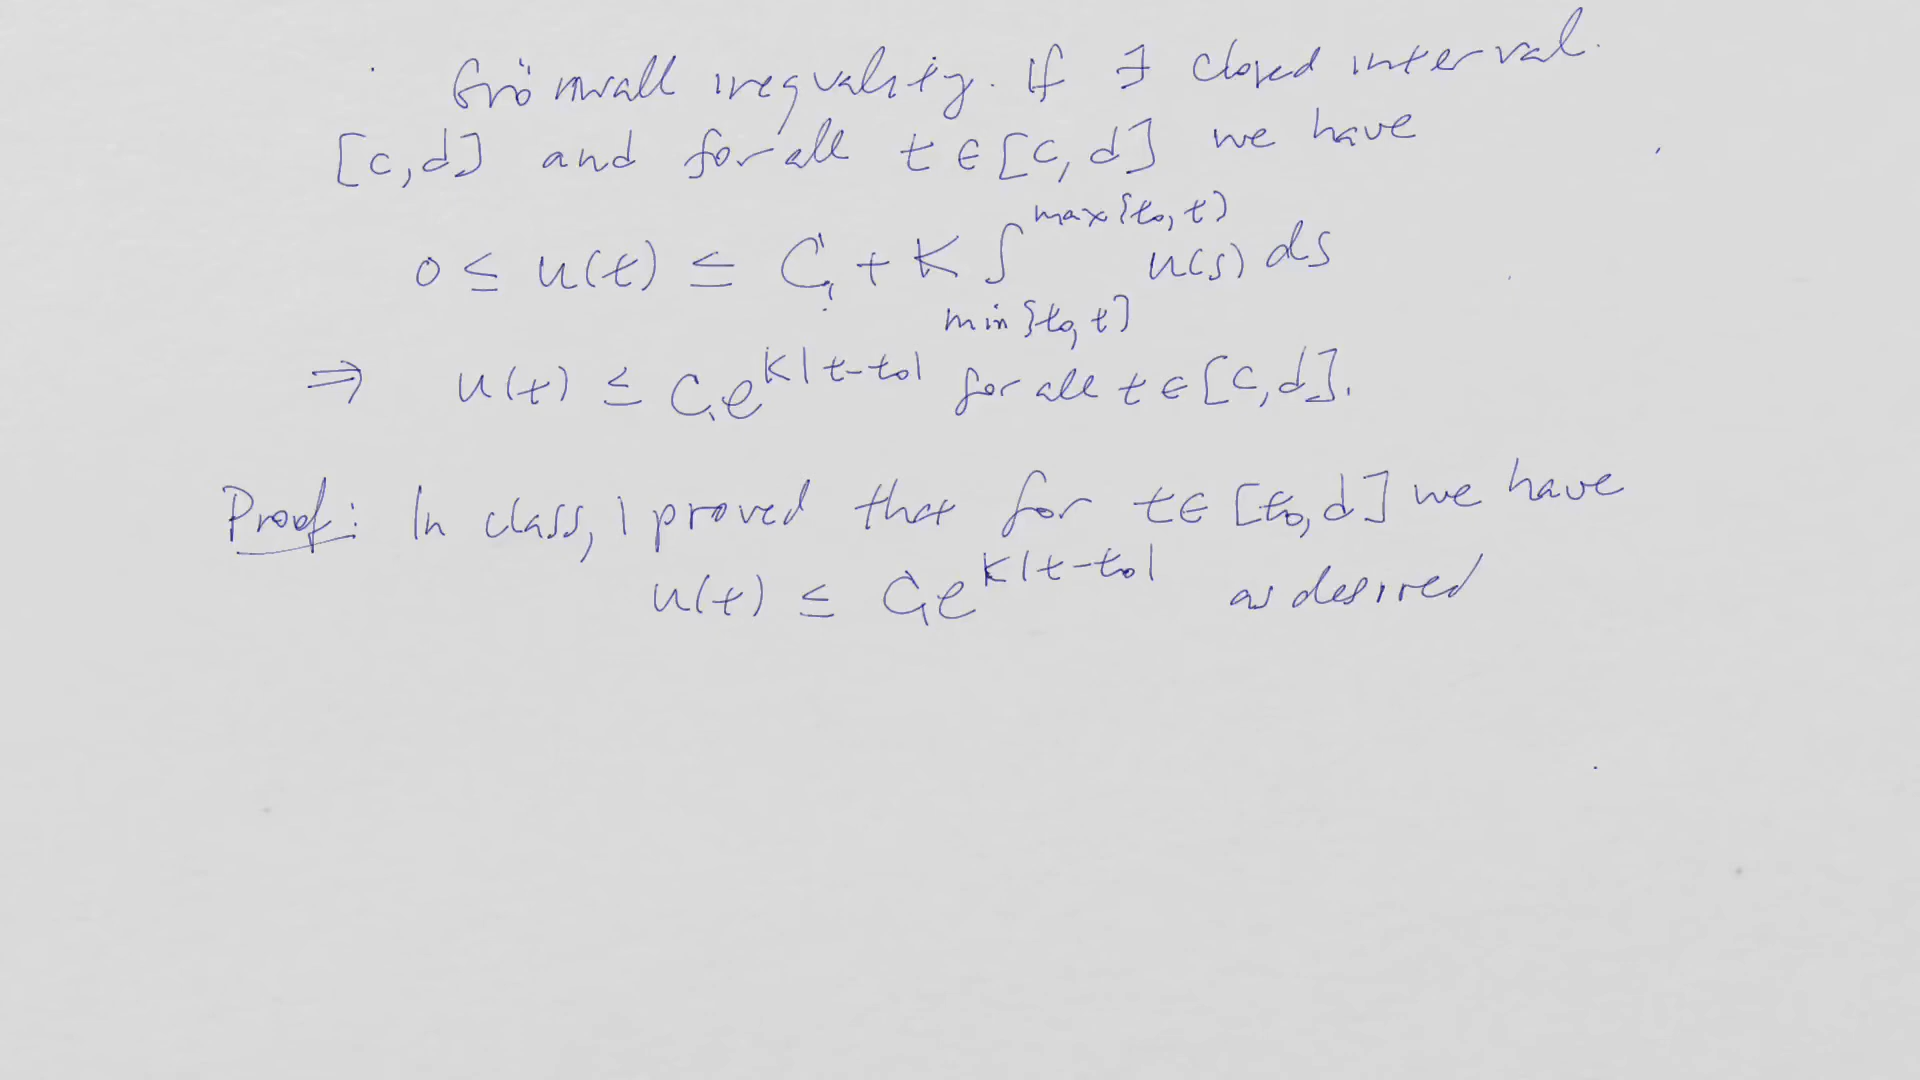 Grönwall inequality. If ∃ closed interval.
[c,d] and for all t ∈ [c, d] we have
0 ≤ u(t) ≤ C₁ + K ∫_{min{t₀, t}}^{max{t₀, t}} u(s) ds
⇒ u(t) ≤ C₁e^{K|t-t₀|} for all t ∈ [c,d].
Proof: In class, I proved that for t ∈ [t₀, d] we have
u(t) ≤ C₁e^{K|t-t₀|} as desired